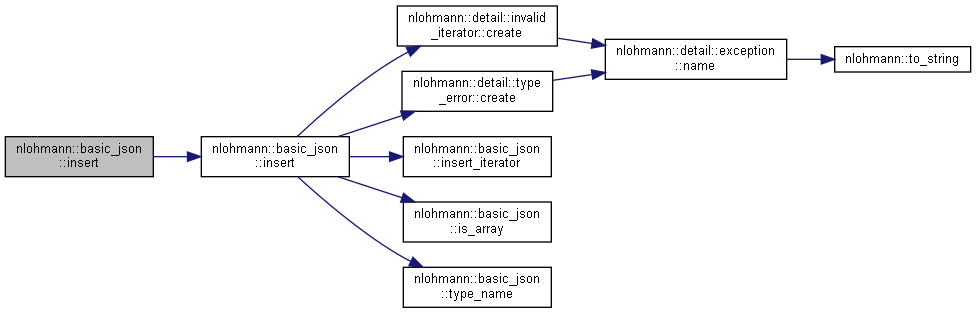 nlohmann::basic_json
::insert
nlohmann::basic_json
::insert
nlohmann::detail::invalid
_iterator::create
nlohmann::detail::type
_error::create
nlohmann::basic_json
::insert_iterator
nlohmann::basic_json
::is_array
nlohmann::basic_json
::type_name
nlohmann::detail::exception
::name
nlohmann::to_string